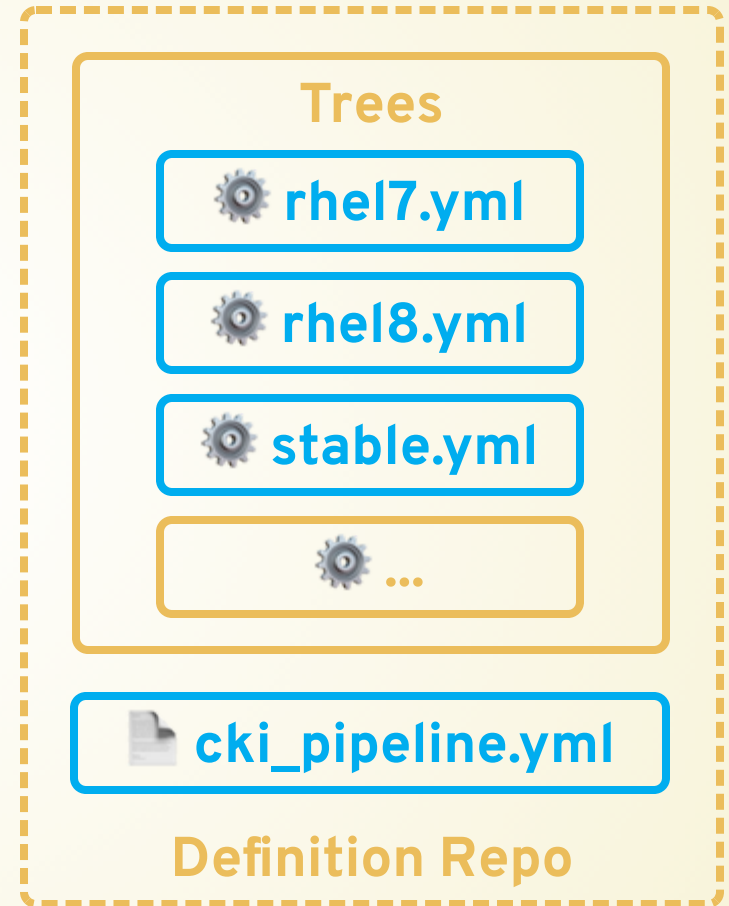 Trees
rhel7.yml
rhel8.yml
stable.yml
...
cki_pipeline.yml
Definition Repo